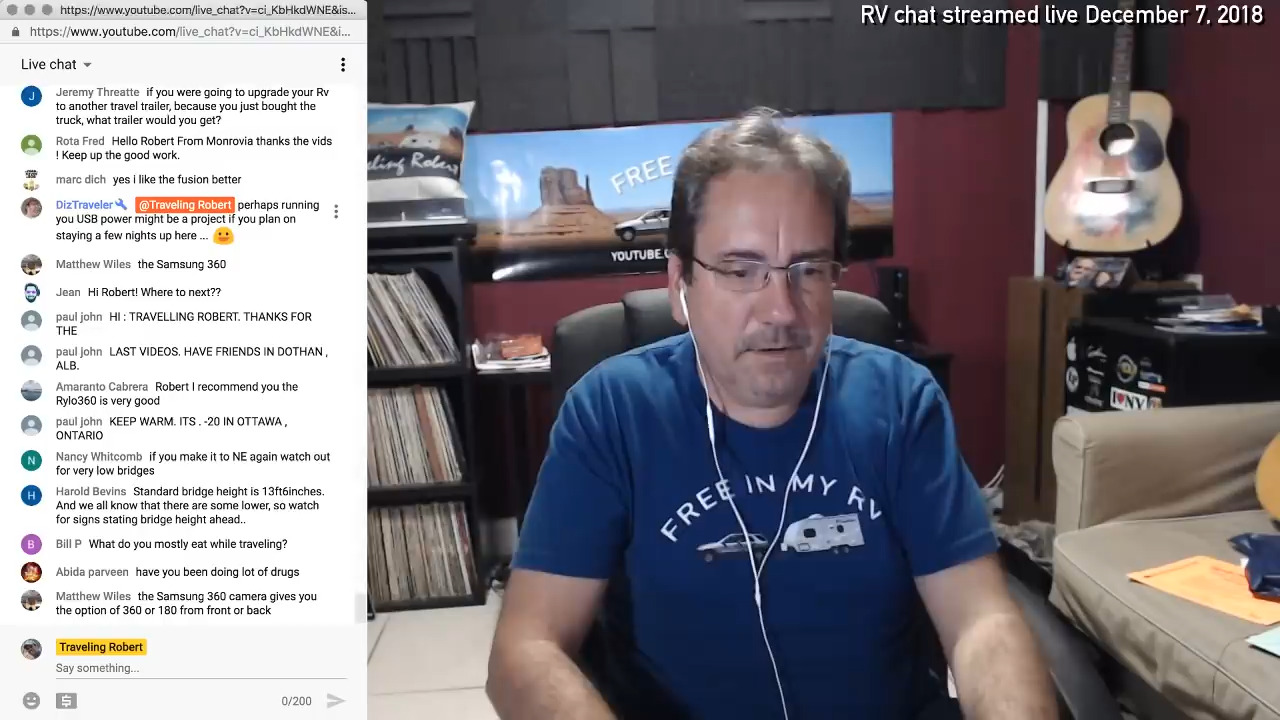 https://www.youtube.com/live_chat?v=ci_KbHkdWNE&is...
https://www.youtube.com/live_chat?v=ci_KbHkdWNE&i...
Live chat
Jeremy Threatte if you were going to upgrade your Rv
to another travel trailer, because you just bought the
truck, what trailer would you get?
Rota Fred Hello Robert From Monrovia thanks the vids
! Keep up the good work.
marc dich yes i like the fusion better
DizTraveler @Traveling Robert perhaps running
you USB power might be a project if you plan on
staying a few nights up here ...
Matthew Wiles the Samsung 360
Jean Hi Robert! Where to next??
paul john HI : TRAVELLING ROBERT. THANKS FOR
THE
paul john LAST VIDEOS. HAVE FRIENDS IN DOTHAN ,
ALB.
Amaranto Cabrera Robert I recommend you the
Rylo360 is very good
paul john KEEP WARM. ITS . -20 IN OTTAWA ,
ONTARIO
Nancy Whitcomb if you make it to NE again watch out
for very low bridges
Harold Bevins Standard bridge height is 13ft6inches.
And we all know that there are some lower, so watch
for signs stating bridge height ahead..
Bill P What do you mostly eat while traveling?
Abida parveen have you been doing lot of drugs
Matthew Wiles the Samsung 360 camera gives you
the option of 360 or 180 from front or back
Traveling Robert
Say something...
0/200
RV chat streamed live December 7, 2018
eling Robert
FREE
YOUTUBE.C
FREE IN MY RV
I NY